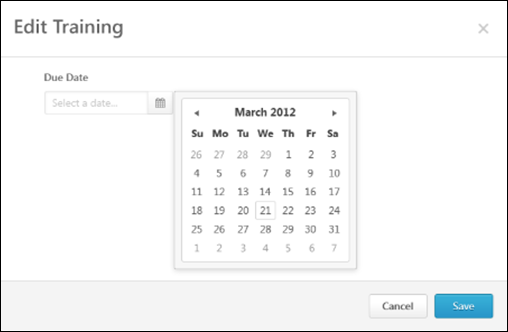 Edit Training ×
Due Date
Select a date...
◄ March 2012 ►
Su Mo Tu We Th Fr Sa
26 27 28 29 1 2 3
4 5 6 7 8 9 10
11 12 13 14 15 16 17
18 19 20 21 22 23 24
25 26 27 28 29 30 31
1 2 3 4 5 6 7
Cancel Save